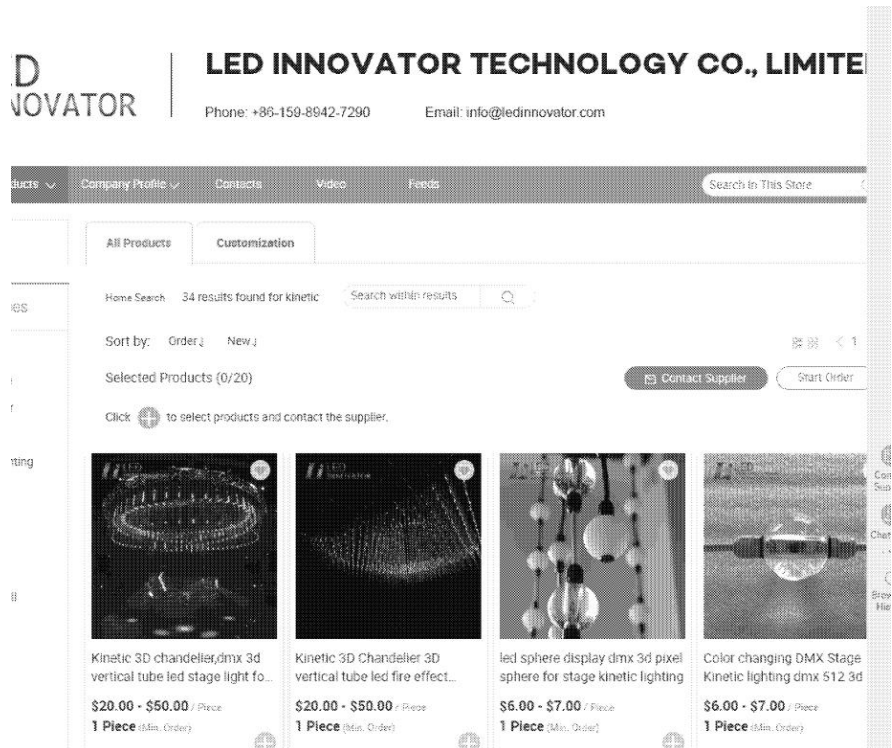 LED INNOVATOR TECHNOLOGY CO., LIMITE
NOVATOR
Phone: +86-159-8942-7290 Email: info@ledinnovator.com
ducts Company Profile Contacts Video Feeds Search In This Store
All Products Customization
Home Search 34 results found for kinetic Search within results
Sort by: Order New
1
Selected Products (0/20) Contact Supplier Start Order
Click to select products and contact the supplier.
Kinetic 3D chandelier,dmx 3d
vertical tube led stage light fo...
$20.00 - $50.00 / Piece
1 Piece (Min. Order)
Kinetic 3D Chandelier 3D
vertical tube led fire effect...
$20.00 - $50.00 / Piece
1 Piece (Min. Order)
led sphere display dmx 3d pixel
sphere for stage kinetic lighting
$6.00 - $7.00 / Piece
1 Piece (Min. Order)
Color changing DMX Stage
Kinetic lighting dmx 512 3d
$6.00 - $7.00 / Piece
1 Piece (Min. Order)